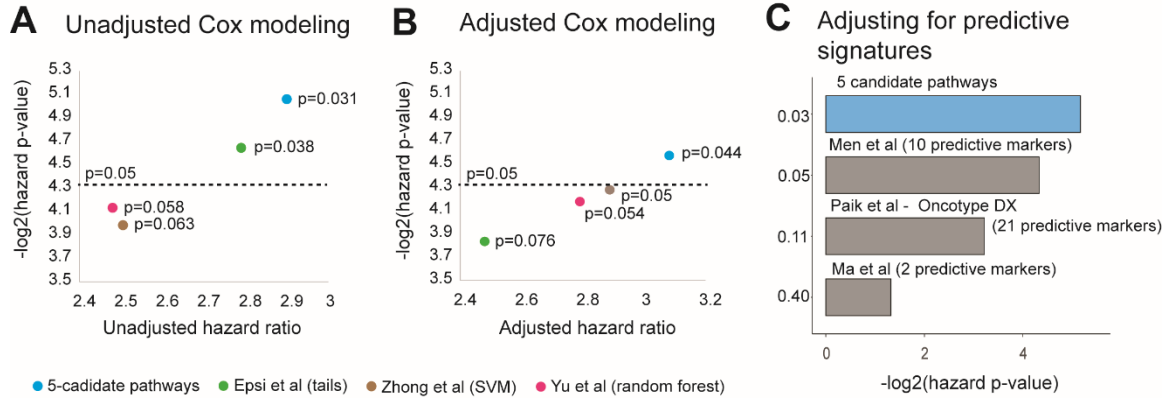 A Unadjusted Cox modeling
-log2(hazard p-value)
5.3
5.1
4.9
4.7
4.5
4.3
4.1
3.9
3.7
3.5
p=0.031
p=0.038
p=0.05
p=0.058
p=0.063
2.4 2.5 2.6 2.7 2.8 2.9 3
Unadjusted hazard ratio
B Adjusted Cox modeling
-log2(hazard p-value)
5.3
5.1
4.9
4.7
4.5
4.3
4.1
3.9
3.7
3.5
p=0.044
p=0.05
p=0.05
p=0.054
p=0.076
2.4 2.6 2.8 3 3.2
Adjusted hazard ratio
C Adjusting for predictive
signatures
5 candidate pathways
0.03
Men et al (10 predictive markers)
0.05
Paik et al - Oncotype DX
(21 predictive markers)
0.11
Ma et al (2 predictive markers)
0.40
0 2 4
-log2(hazard p-value)
5-cadidate pathways Epsi et al (tails) Zhong et al (SVM) Yu et al (random forest)